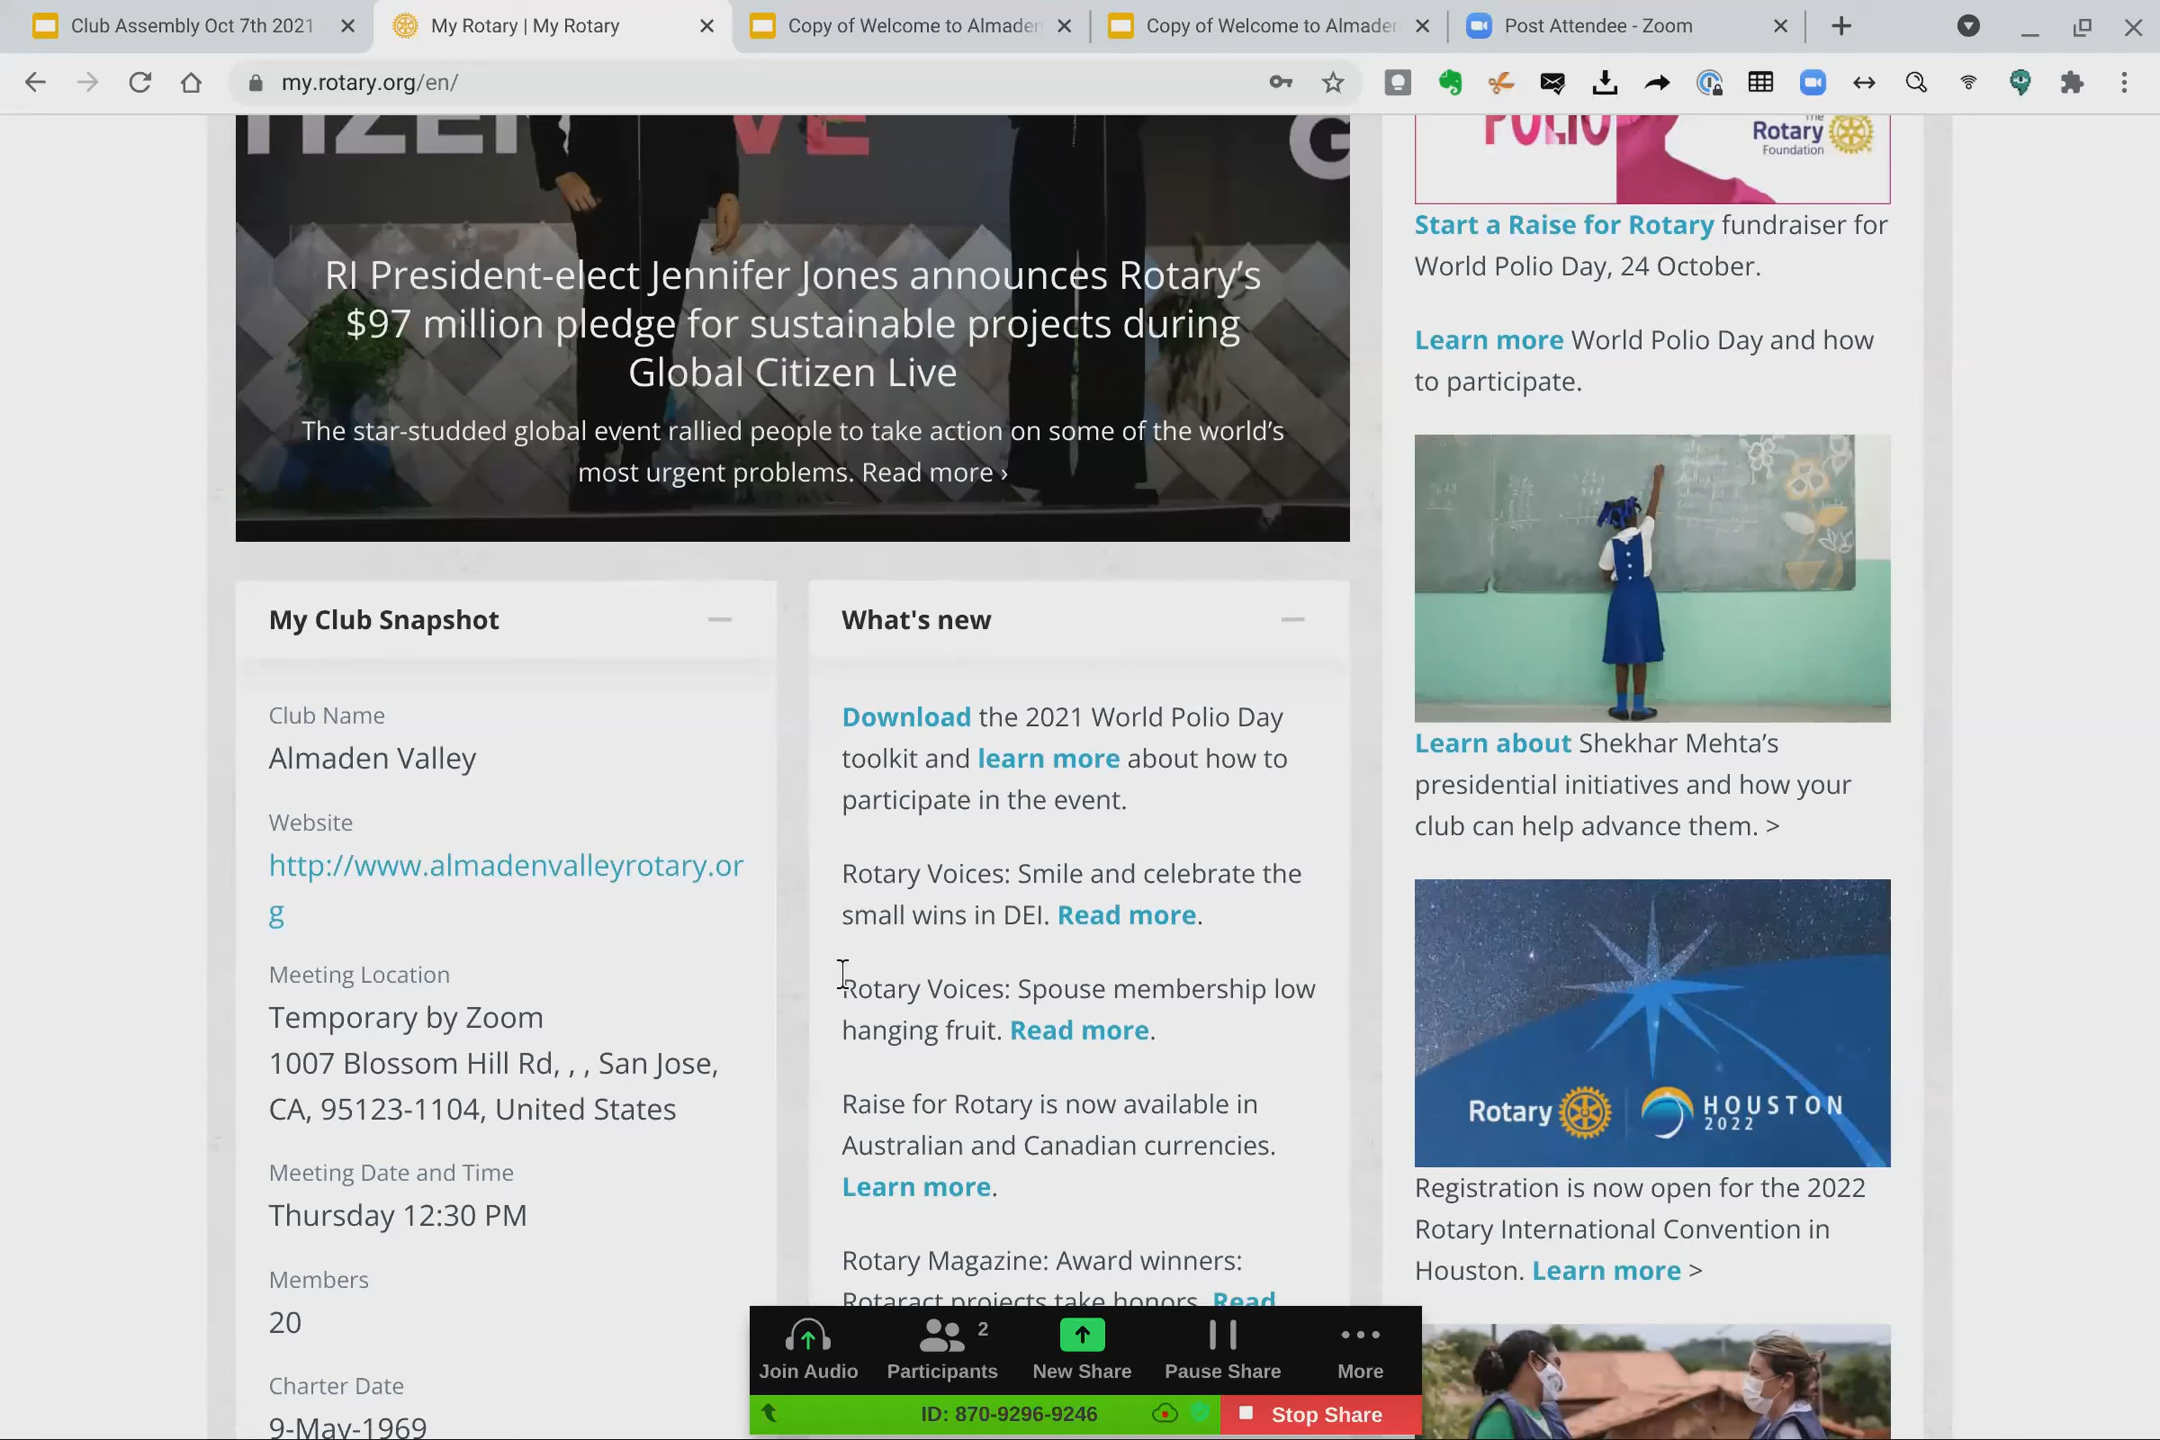 Club Assembly Oct 7th 2021
My Rotary | My Rotary
Copy of Welcome to Almaden
Copy of Welcome to Almaden
Post Attendee - Zoom
my.rotary.org/en/
RI President-elect Jennifer Jones announces Rotary’s
$97 million pledge for sustainable projects during
Global Citizen Live
The star-studded global event rallied people to take action on some of the world’s
most urgent problems. Read more ›
My Club Snapshot
Club Name
Almaden Valley
Website
http://www.almadenvalleyrotary.or
g
Meeting Location
Temporary by Zoom
1007 Blossom Hill Rd, , , San Jose,
CA, 95123-1104, United States
Meeting Date and Time
Thursday 12:30 PM
Members
20
Charter Date
9-May-1969
What's new
Download the 2021 World Polio Day
toolkit and learn more about how to
participate in the event.
Rotary Voices: Smile and celebrate the
small wins in DEI. Read more.
Rotary Voices: Spouse membership low
hanging fruit. Read more.
Raise for Rotary is now available in
Australian and Canadian currencies.
Learn more.
Rotary Magazine: Award winners:
Rotaract projects take honors. Read
POLIO
The
Rotary
Foundation
Start a Raise for Rotary fundraiser for
World Polio Day, 24 October.
Learn more World Polio Day and how
to participate.
Learn about Shekhar Mehta’s
presidential initiatives and how your
club can help advance them. >
Rotary
HOUSTON
2022
Registration is now open for the 2022
Rotary International Convention in
Houston. Learn more >
Join Audio
Participants
2
New Share
Pause Share
More
ID: 870-9296-9246
Stop Share